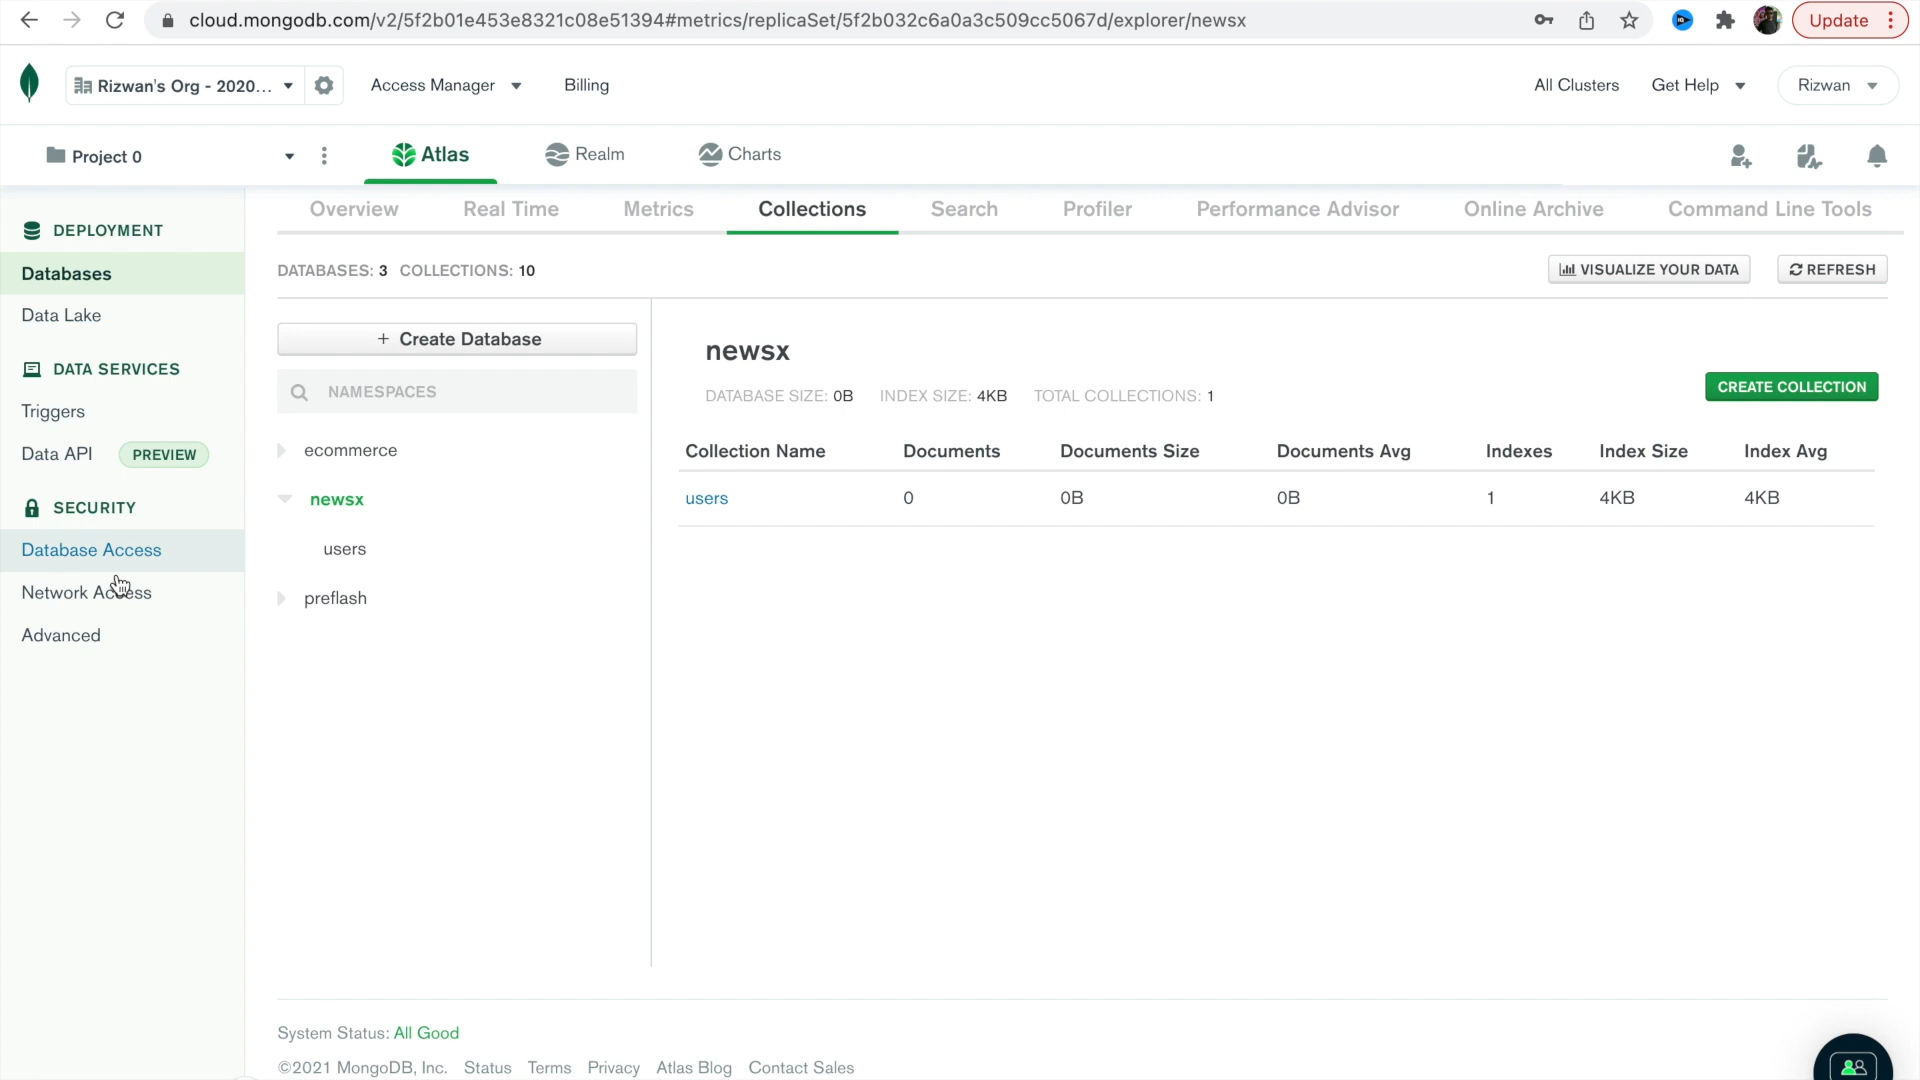 cloud.mongodb.com/v2/5f2b01e453e8321c08e51394#metrics/replicaSet/5f2b032c6a0a3c509cc5067d/explorer/newsx
Update
Rizwan's Org - 2020...
Access Manager
Billing
All Clusters
Get Help
Rizwan
Project 0
Atlas
Realm
Charts
Overview
Real Time
Metrics
Collections
Search
Profiler
Performance Advisor
Online Archive
Command Line Tools
DEPLOYMENT
Databases
Data Lake
DATA SERVICES
Triggers
Data API PREVIEW
SECURITY
Database Access
Network Access
Advanced
DATABASES: 3 COLLECTIONS: 10
VISUALIZE YOUR DATA
REFRESH
+ Create Database
NAMESPACES
ecommerce
newsx
users
preflash
newsx
DATABASE SIZE: 0B INDEX SIZE: 4KB TOTAL COLLECTIONS: 1
CREATE COLLECTION
Collection Name Documents Documents Size Documents Avg Indexes Index Size Index Avg
users 0 0B 0B 1 4KB 4KB
System Status: All Good
©2021 MongoDB, Inc. Status Terms Privacy Atlas Blog Contact Sales